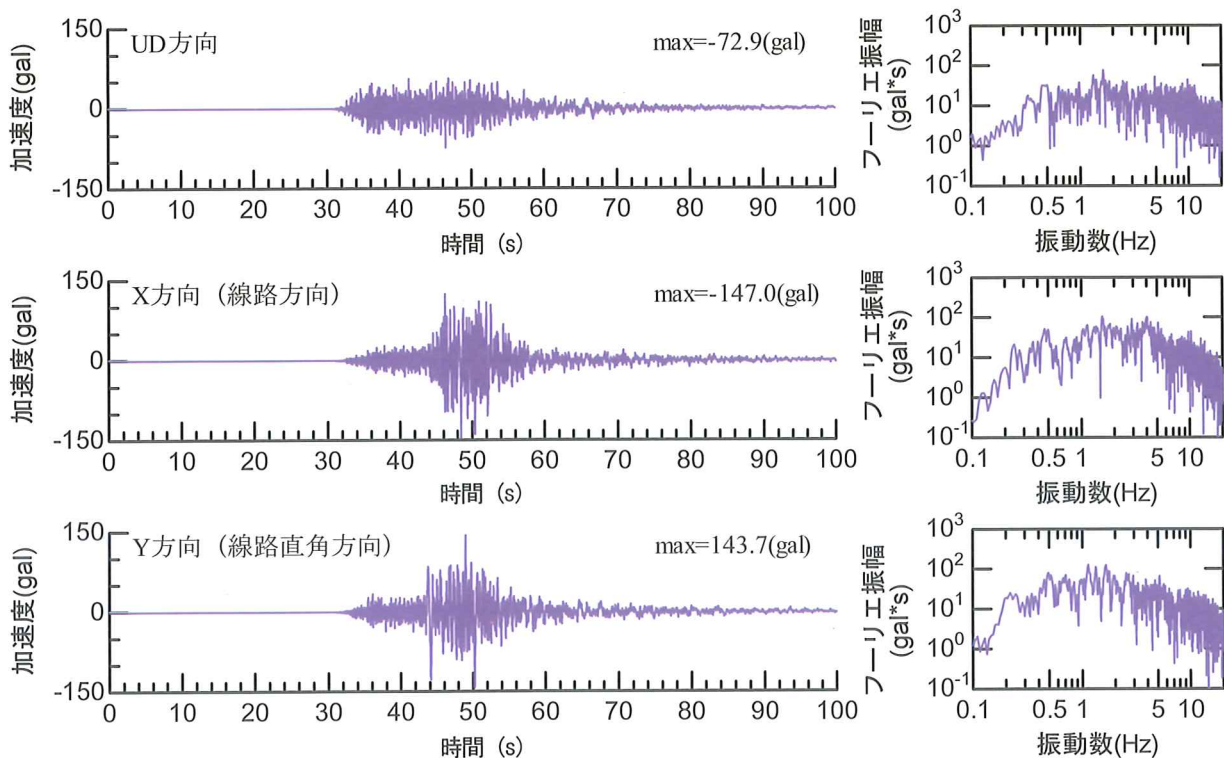 UD方向
max=-72.9(gal)
加速度(gal)
150
0
-150
0 10 20 30 40 50 60 70 80 90 100
時間 (s)
フーリエ振幅
(gal*s)
10³
10²
10¹
10⁰
10⁻¹
0.1 0.5 1 5 10
振動数(Hz)
X方向（線路方向）
max=-147.0(gal)
加速度(gal)
150
0
-150
0 10 20 30 40 50 60 70 80 90 100
時間 (s)
フーリエ振幅
(gal*s)
10³
10²
10¹
10⁰
10⁻¹
0.1 0.5 1 5 10
振動数(Hz)
Y方向（線路直角方向）
max=143.7(gal)
加速度(gal)
150
0
-150
0 10 20 30 40 50 60 70 80 90 100
時間 (s)
フーリエ振幅
(gal*s)
10³
10²
10¹
10⁰
10⁻¹
0.1 0.5 1 5 10
振動数(Hz)